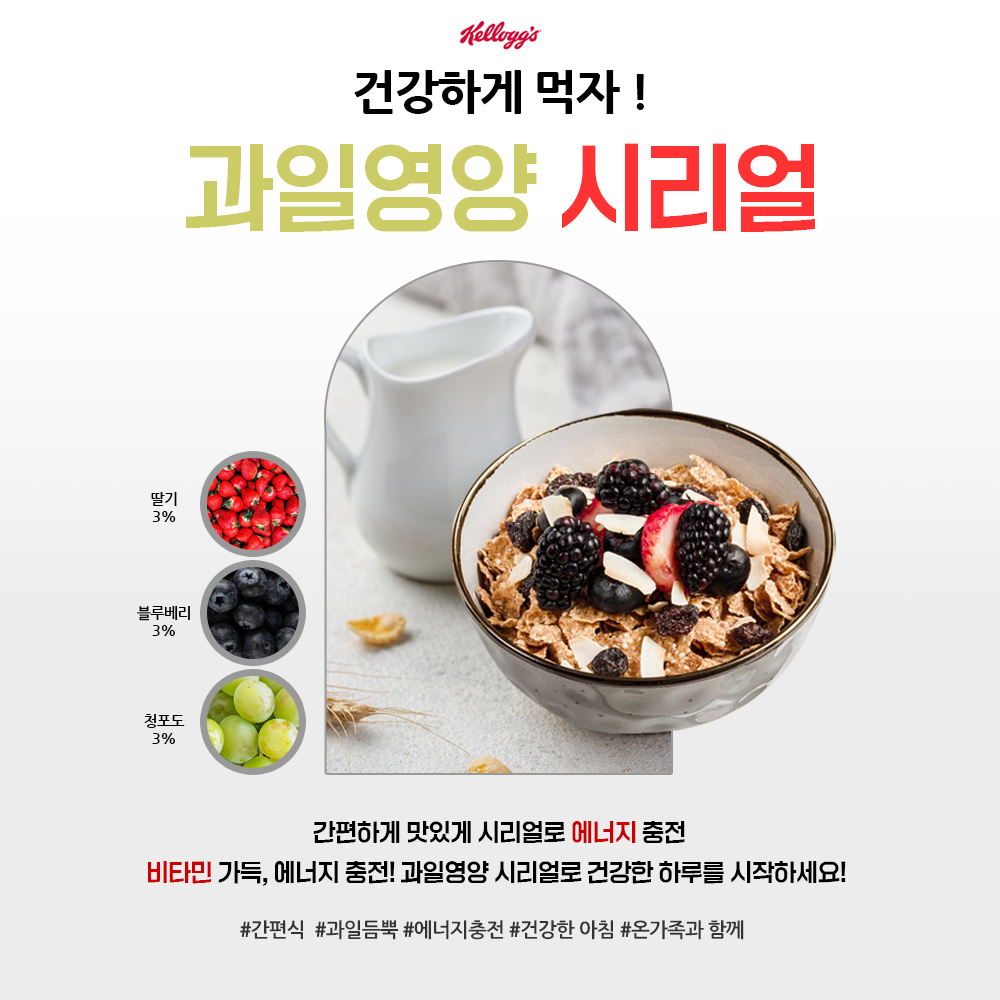 Kellogg's
건강하게 먹자 !
과일영양 시리얼
딸기
3%
블루베리
3%
청포도
3%
간편하게 맛있게 시리얼로 에너지 충전
비타민 가득, 에너지 충전! 과일영양 시리얼로 건강한 하루를 시작하세요!
#간편식 #과일듬뿍 #에너지충전 #건강한 아침 #온가족과 함께